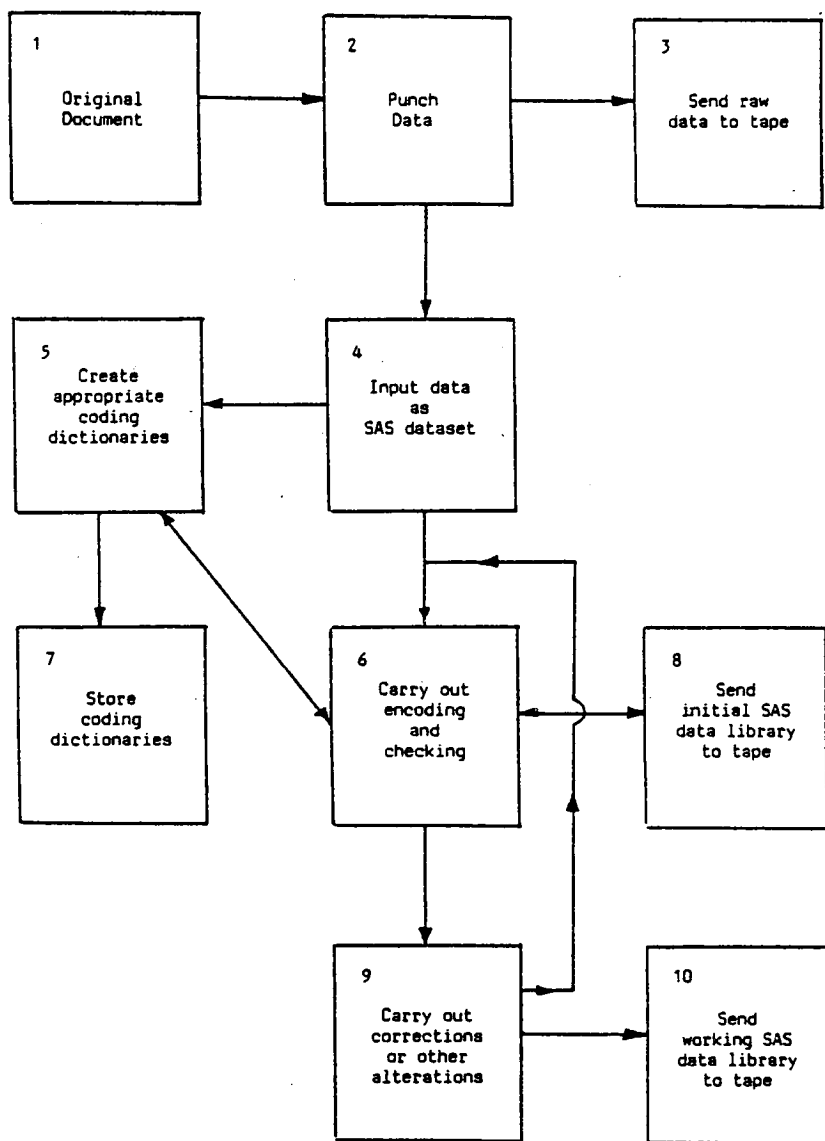 1
Original
Document
2
Punch
Data
3
Send raw
data to tape
5
Create
appropriate
coding
dictionaries
4
Input data
as
SAS dataset
7
Store
coding
dictionaries
6
Carry out
encoding
and
checking
8
Send
initial SAS
data library
to tape
9
Carry out
corrections
or other
alterations
10
Send
working SAS
data library
to tape